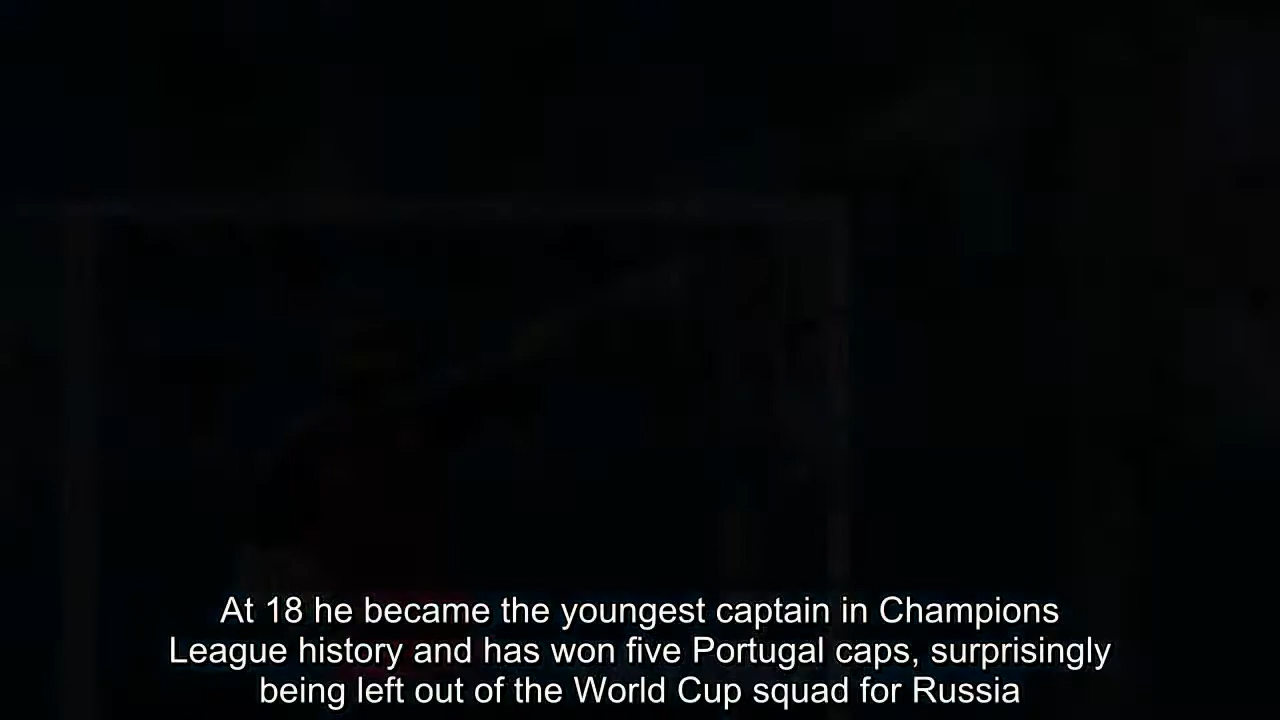 At 18 he became the youngest captain in Champions
League history and has won five Portugal caps, surprisingly
being left out of the World Cup squad for Russia